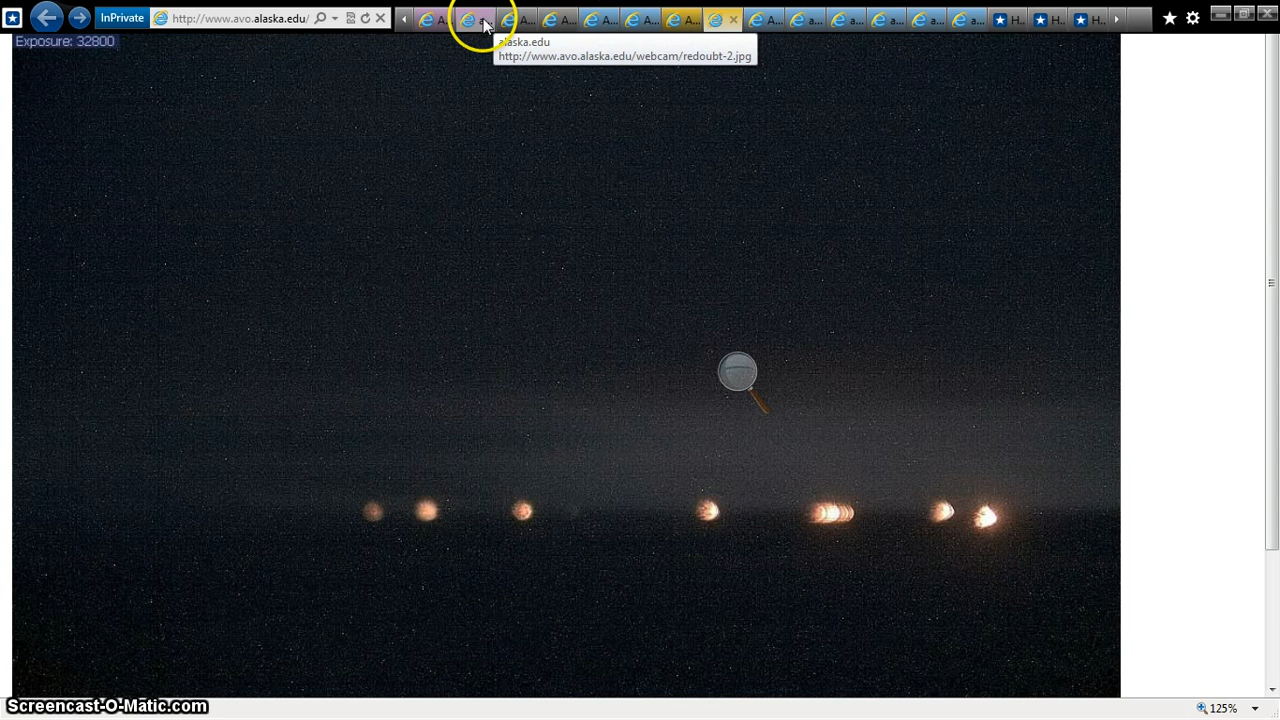 InPrivate
http://www.avo.alaska.edu/
A...
a...
A...
A...
A...
A...
A...
A...
a...
a...
a...
a...
a...
H...
H...
H...
Exposure: 32800
alaska.edu
http://www.avo.alaska.edu/webcam/redoubt-2.jpg
Screencast-O-Matic.com
125%